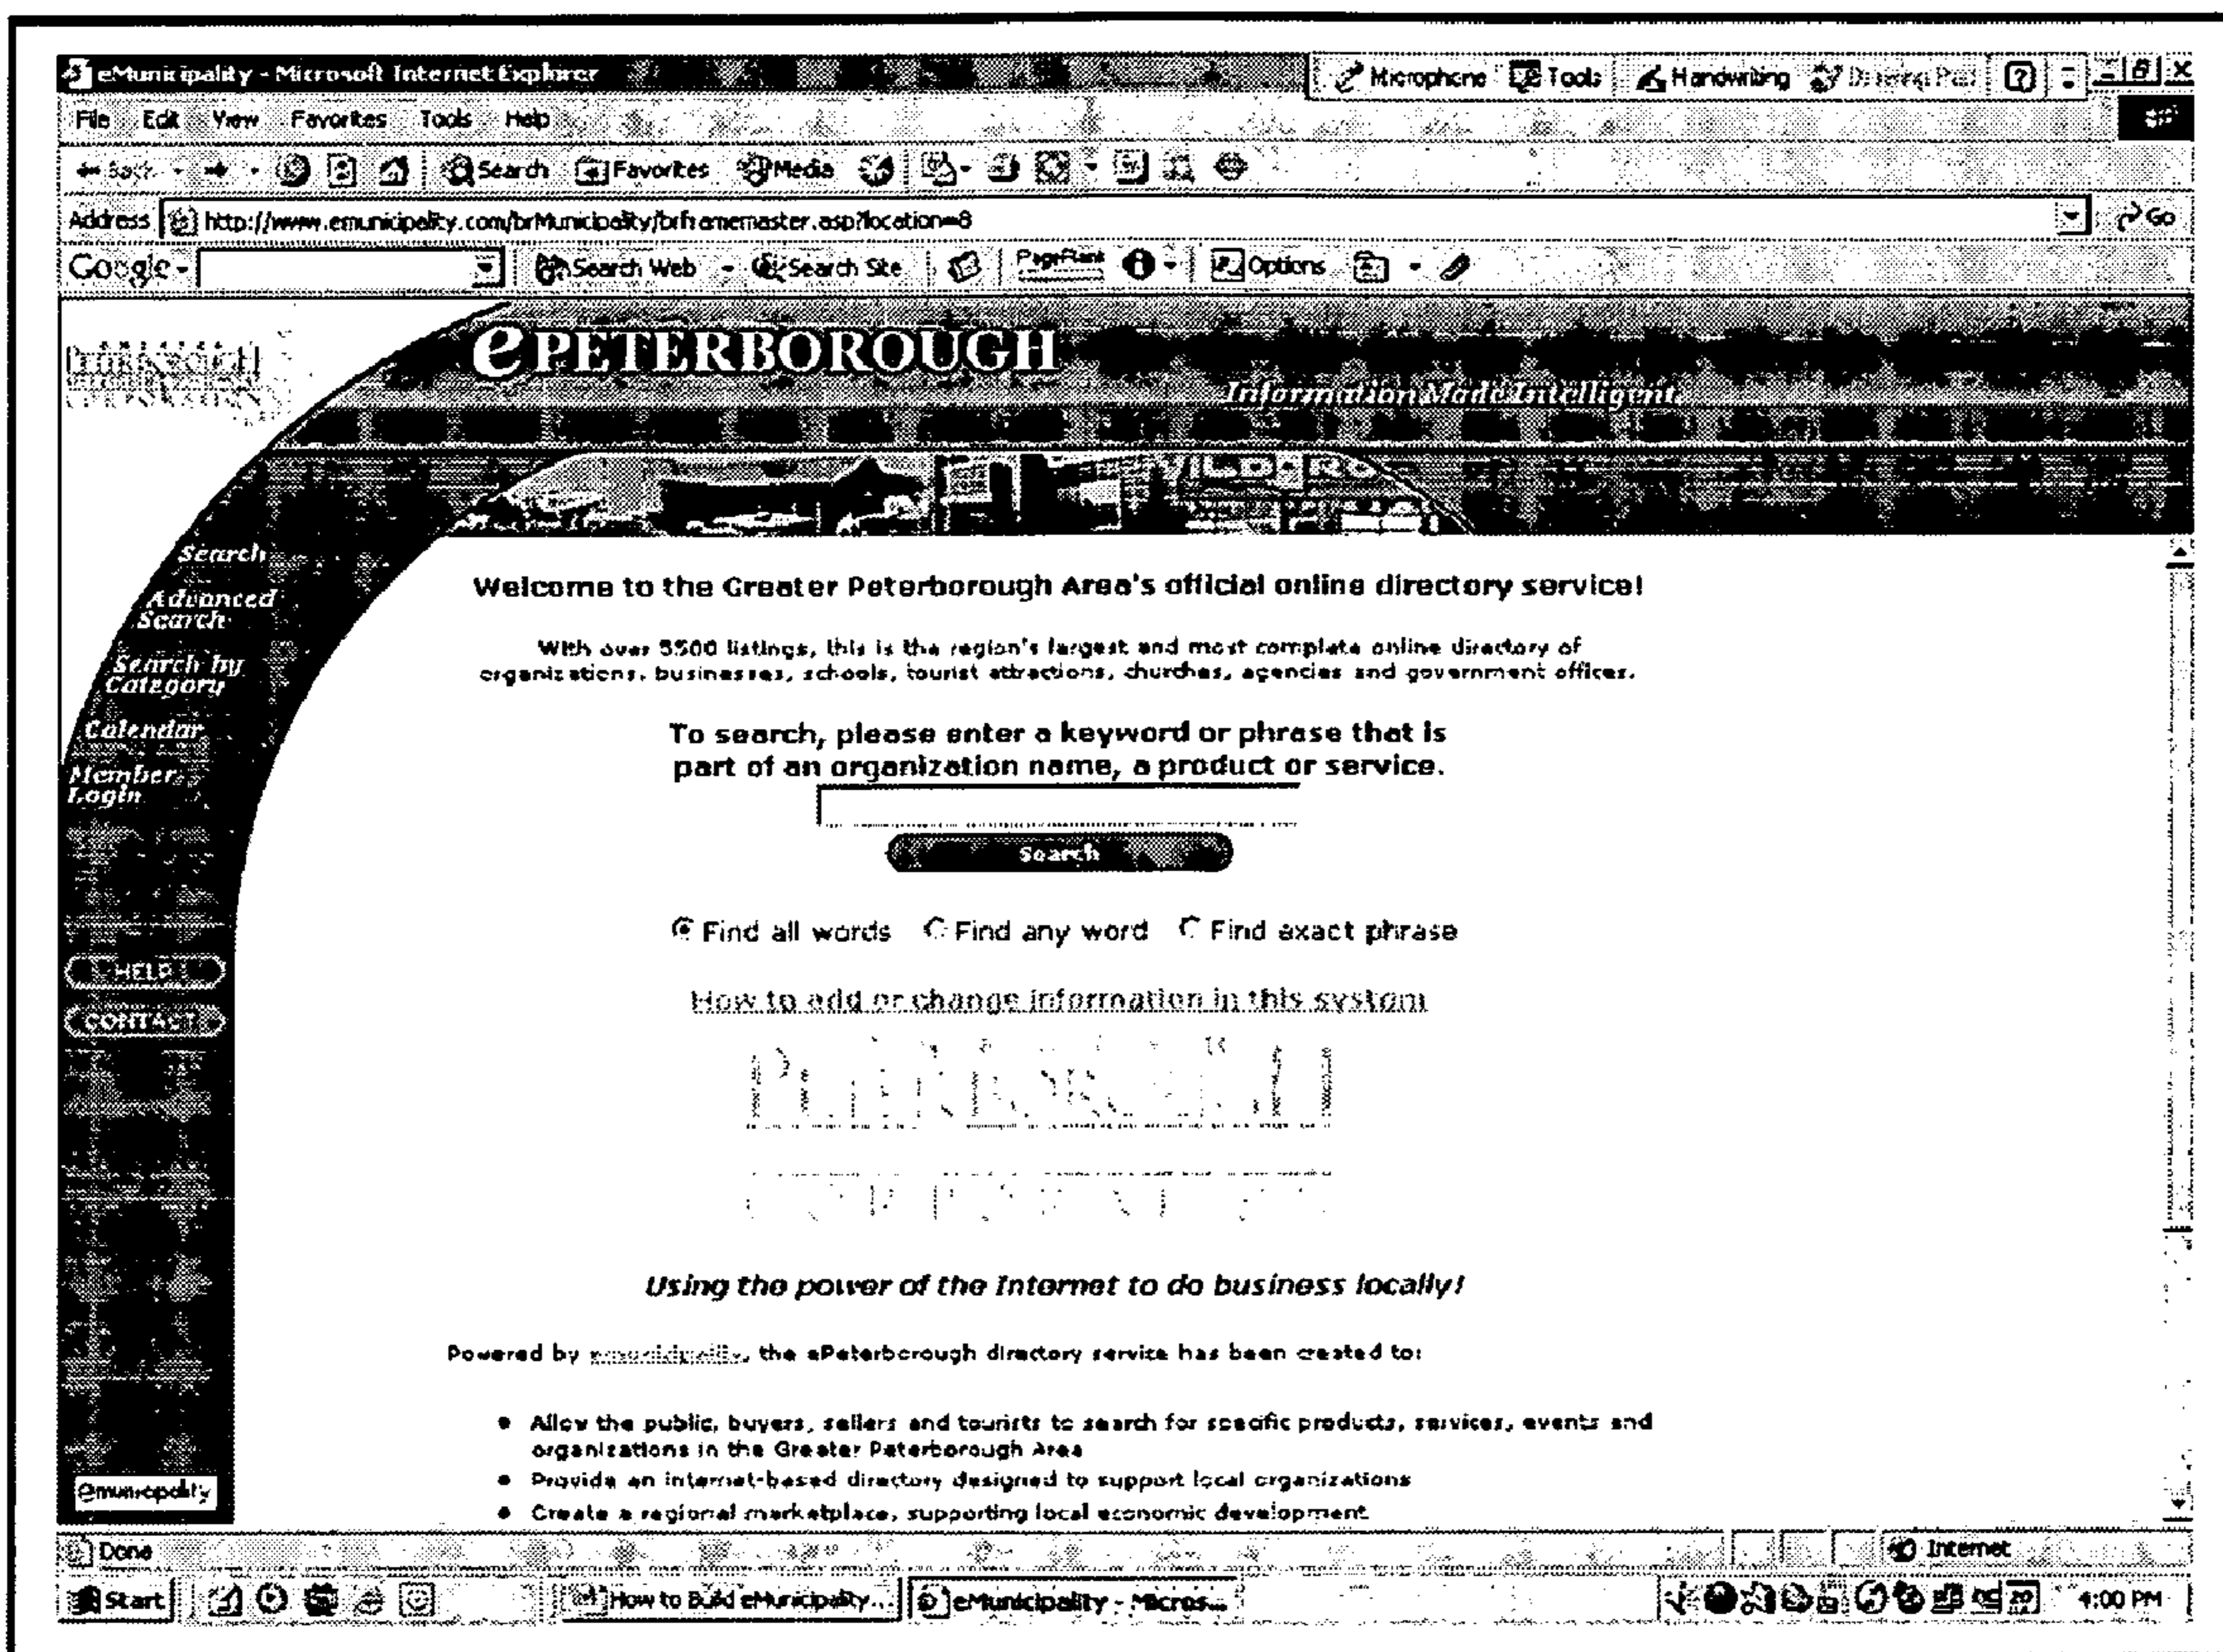 eMunicipality - Microsoft Internet Explorer
Microphone Tools Handwriting Drawing Pad
File Edit View Favorites Tools Help
Back Search Favorites Media
Address http://www.emunicipality.com/brMunicipality/brframemaster.asp?location=8 Go
Google Search Web Search Site PageRank Options
ePETERBOROUGH
Information Made Intelligent.
Search
Advanced
Search
Search by
Category
Calendar
Member
Login
HELP
CONTACT
emunicipality
Welcome to the Greater Peterborough Area's official online directory service!
With over 5500 listings, this is the region's largest and most complete online directory of
organizations, businesses, schools, tourist attractions, churches, agencies and government offices.
To search, please enter a keyword or phrase that is
part of an organization name, a product or service.
Search
Find all words Find any word Find exact phrase
How to add or change information in this system
Using the power of the Internet to do business locally!
Powered by emunicipality, the ePeterborough directory service has been created to:
• Allow the public, buyers, sellers and tourists to search for specific products, services, events and
organizations in the Greater Peterborough Area
• Provide an internet-based directory designed to support local organizations
• Create a regional marketplace, supporting local economic development
Done Internet
Start How to Build eMunicipality... eMunicipality - Micros... 4:00 PM